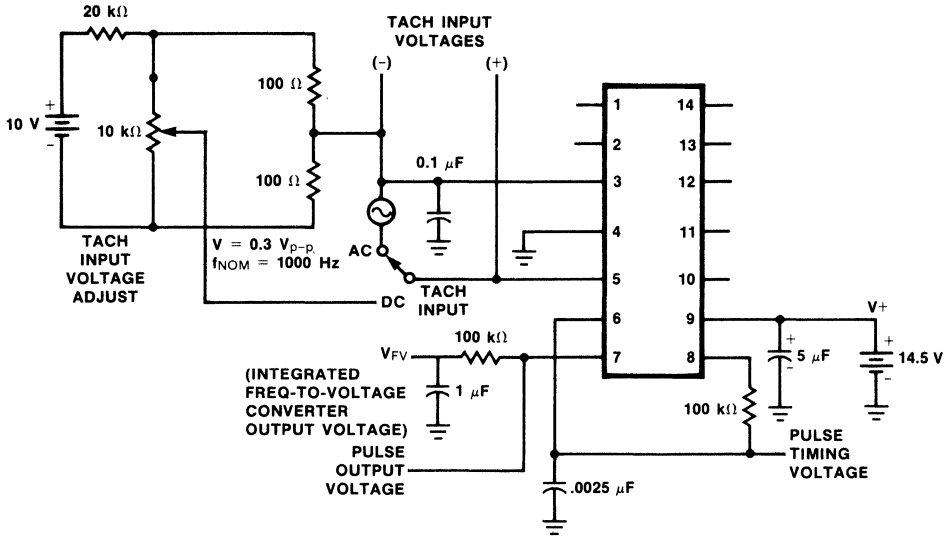 20 kΩ
TACH INPUT
VOLTAGES
(-)
(+)
100 Ω
+
10 V
-
10 kΩ
100 Ω
0.1 μF
1
2
3
4
5
6
7
14
13
12
11
10
9
8
TACH
INPUT
VOLTAGE
ADJUST
V = 0.3 Vp-p.
fNOM = 1000 Hz
AC
DC
TACH
INPUT
V+
+
5 μF
-
+
14.5 V
-
100 kΩ
VFV
(INTEGRATED
FREQ-TO-VOLTAGE
CONVERTER
OUTPUT VOLTAGE)
1 μF
100 kΩ
PULSE
OUTPUT
VOLTAGE
PULSE
TIMING
VOLTAGE
.0025 μF